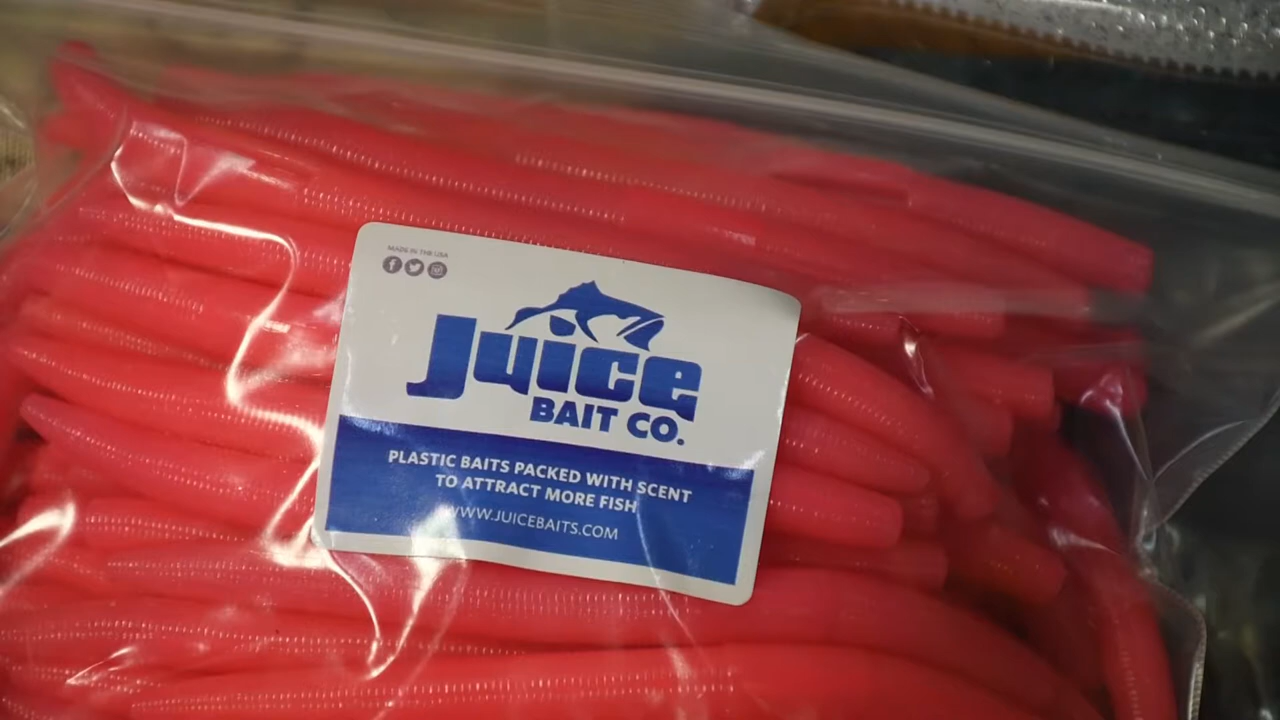 MADE IN THE USA
Juice
BAIT CO.
PLASTIC BAITS PACKED WITH SCENT
TO ATTRACT MORE FISH
WWW.JUICEBAITS.COM